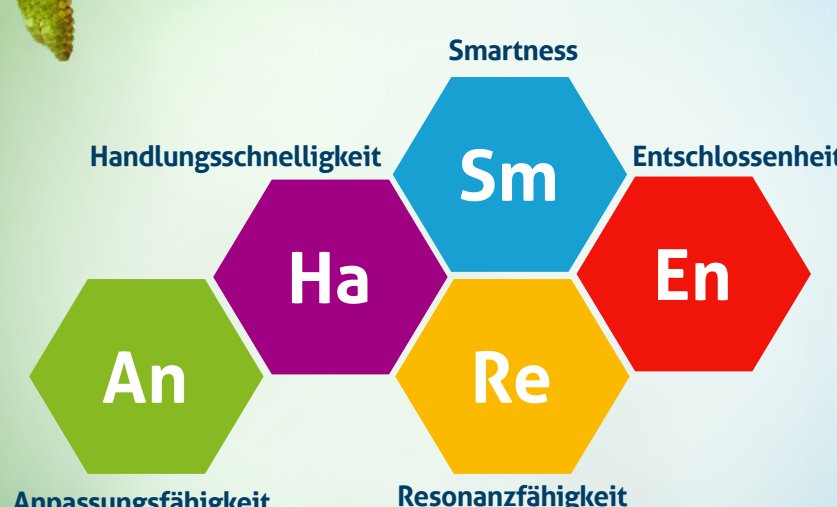 Smartness
Handlungsschnelligkeit
Entschlossenheit
Sm
Ha
En
An
Re
Anpassungsfähigkeit
Resonanzfähigkeit